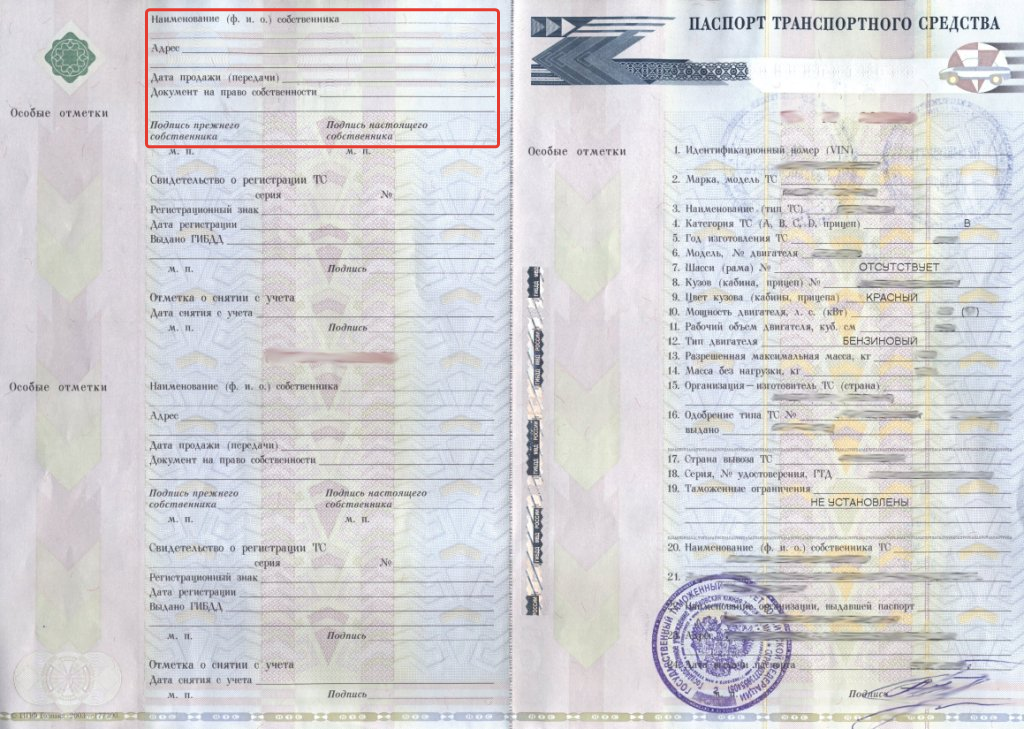 Наименование (ф. и. о.) собственника
Адрес
Дата продажи (передачи)
Документ на право собственности
Особые отметки
Подпись прежнего собственника
Подпись настоящего собственника
м. п.
м. п.
Свидетельство о регистрации ТС
серия №
Регистрационный знак
Дата регистрации
Выдано ГИБДД
м. п. Подпись
Отметка о снятии с учета
Дата снятия с учета
м. п. Подпись
Особые отметки
Наименование (ф. и. о.) собственника
Адрес
Дата продажи (передачи)
Документ на право собственности
Подпись прежнего собственника
Подпись настоящего собственника
м. п.
м. п.
Свидетельство о регистрации ТС
серия №
Регистрационный знак
Дата регистрации
Выдано ГИБДД
м. п. Подпись
Отметка о снятии с учета
Дата снятия с учета
м. п. Подпись
ПАСПОРТ ТРАНСПОРТНОГО СРЕДСТВА
Особые отметки
1. Идентификационный номер (VIN)
2. Марка, модель ТС
3. Наименование (тип ТС)
4. Категория ТС (А, В, С, D, прицеп) В
5. Год изготовления ТС
6. Модель, № двигателя
7. Шасси (рама) № ОТСУТСТВУЕТ
8. Кузов (кабина, прицеп) №
9. Цвет кузова (кабины, прицепа) КРАСНЫЙ
10. Мощность двигателя, л. с. (кВт)
11. Рабочий объем двигателя, куб. см
12. Тип двигателя БЕНЗИНОВЫЙ
13. Разрешенная максимальная масса, кг
14. Масса без нагрузки, кг
15. Организация—изготовитель ТС (страна)
16. Одобрение типа ТС №
выдано
17. Страна вывоза ТС
18. Серия, № удостоверения, ГТД
19. Таможенные ограничения
НЕ УСТАНОВЛЕНЫ
20. Наименование (ф. и. о.) собственника ТС
21.
Наименование организации, выдавшей паспорт
Дата выдачи паспорта
Подпись